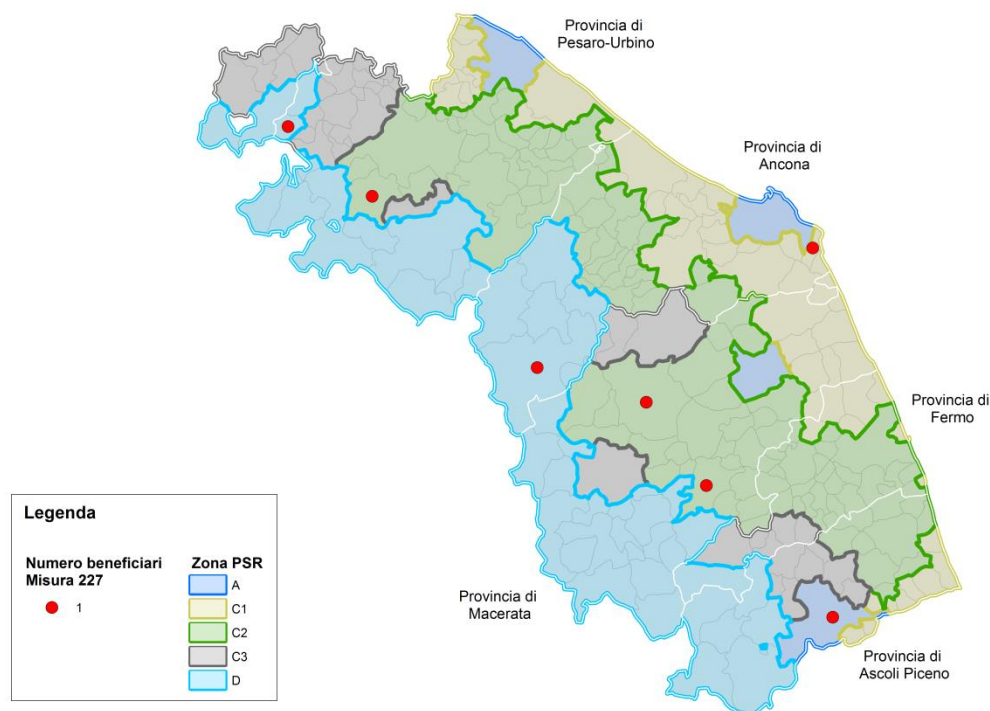 Provincia di
Pesaro-Urbino
Provincia di
Ancona
Provincia di
Fermo
Provincia di
Macerata
Provincia di
Ascoli Piceno
Legenda
Numero beneficiari
Misura 227
1
Zona PSR
A
C1
C2
C3
D